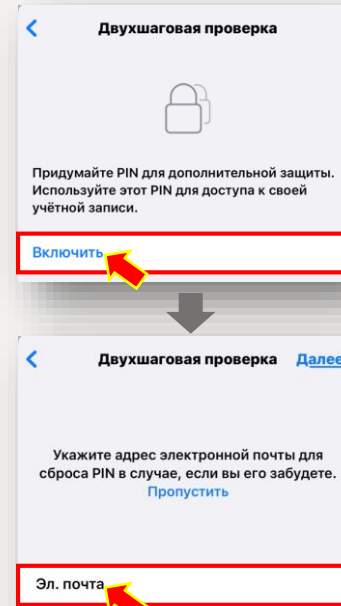 Двухшаговая проверка
Придумайте PIN для дополнительной защиты.
Используйте этот PIN для доступа к своей
учётной записи.
Включить
Двухшаговая проверка Далее
Укажите адрес электронной почты для
сброса PIN в случае, если вы его забудете.
Пропустить
Эл. почта